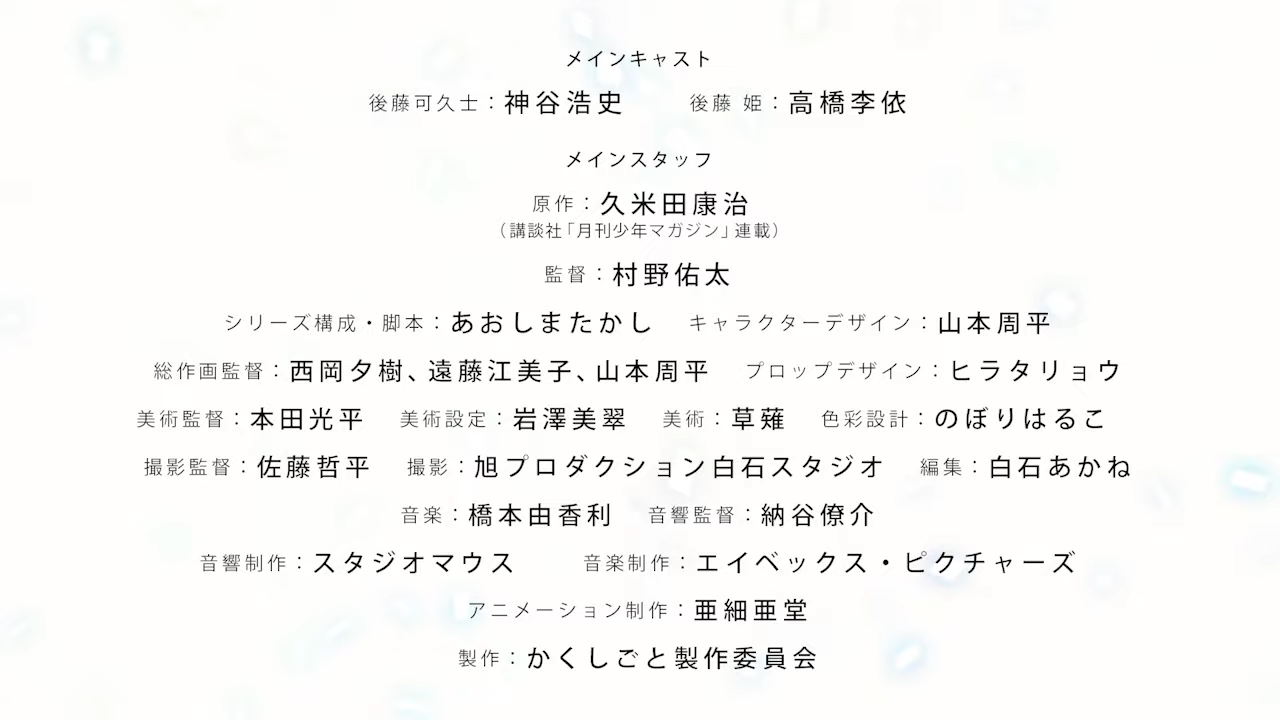 メインキャスト
後藤可久士：神谷浩史　後藤 姫：高橋李依
メインスタッフ
原作：久米田康治
（講談社「月刊少年マガジン」連載）
監督：村野佑太
シリーズ構成・脚本：あおしまたかし　キャラクターデザイン：山本周平
総作画監督：西岡夕樹、遠藤江美子、山本周平　プロップデザイン：ヒラタリョウ
美術監督：本田光平　美術設定：岩澤美翠　美術：草薙　色彩設計：のぼりはるこ
撮影監督：佐藤哲平　撮影：旭プロダクション白石スタジオ　編集：白石あかね
音楽：橋本由香利　音響監督：納谷僚介
音響制作：スタジオマウス　音楽制作：エイベックス・ピクチャーズ
アニメーション制作：亜細亜堂
製作：かくしごと製作委員会